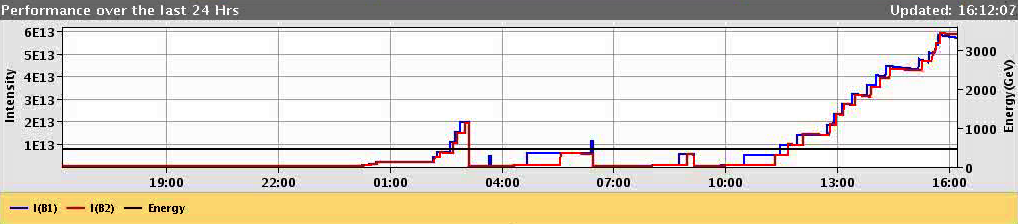 Performance over the last 24 Hrs Updated: 16:12:07
6E13
5E13
4E13
3E13
2E13
1E13
Intensity
3000
2000
1000
0
Energy(GeV)
19:00 22:00 01:00 04:00 07:00 10:00 13:00 16:00
I(B1) I(B2) Energy